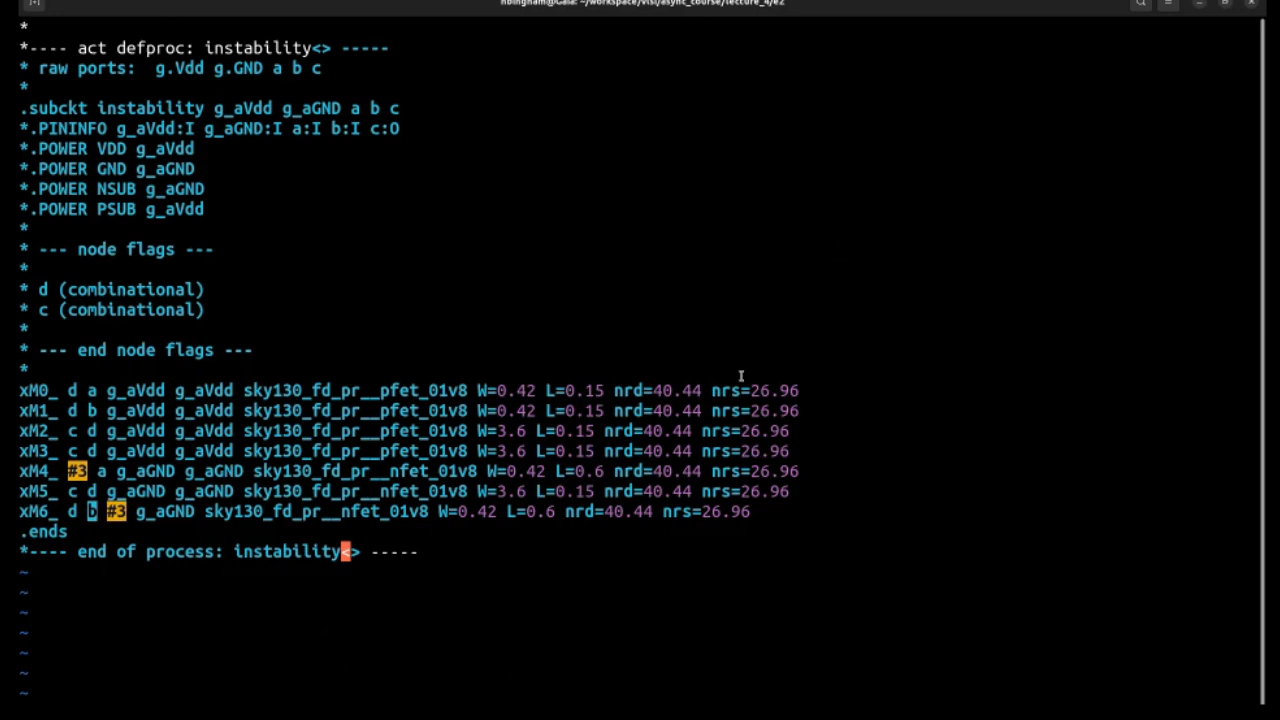 nbingham@Gaia: ~/workspace/vlsi/async_course/lecture_4/e2
*
*---- act defproc: instability<> -----
* raw ports:  g.Vdd g.GND a b c
*
.subckt instability g_aVdd g_aGND a b c
*.PININFO g_aVdd:I g_aGND:I a:I b:I c:O
*.POWER VDD g_aVdd
*.POWER GND g_aGND
*.POWER NSUB g_aGND
*.POWER PSUB g_aVdd
*
* --- node flags ---
*
* d (combinational)
* c (combinational)
*
* --- end node flags ---
*
xM0_ d a g_aVdd g_aVdd sky130_fd_pr__pfet_01v8 W=0.42 L=0.15 nrd=40.44 nrs=26.96
xM1_ d b g_aVdd g_aVdd sky130_fd_pr__pfet_01v8 W=0.42 L=0.15 nrd=40.44 nrs=26.96
xM2_ c d g_aVdd g_aVdd sky130_fd_pr__pfet_01v8 W=3.6 L=0.15 nrd=40.44 nrs=26.96
xM3_ c d g_aVdd g_aVdd sky130_fd_pr__pfet_01v8 W=3.6 L=0.15 nrd=40.44 nrs=26.96
xM4_ #3 a g_aGND g_aGND sky130_fd_pr__nfet_01v8 W=0.42 L=0.6 nrd=40.44 nrs=26.96
xM5_ c d g_aGND g_aGND sky130_fd_pr__nfet_01v8 W=3.6 L=0.15 nrd=40.44 nrs=26.96
xM6_ d b #3 g_aGND sky130_fd_pr__nfet_01v8 W=0.42 L=0.6 nrd=40.44 nrs=26.96
.ends
*---- end of process: instability<> -----
~
~
~
~
~
~
~